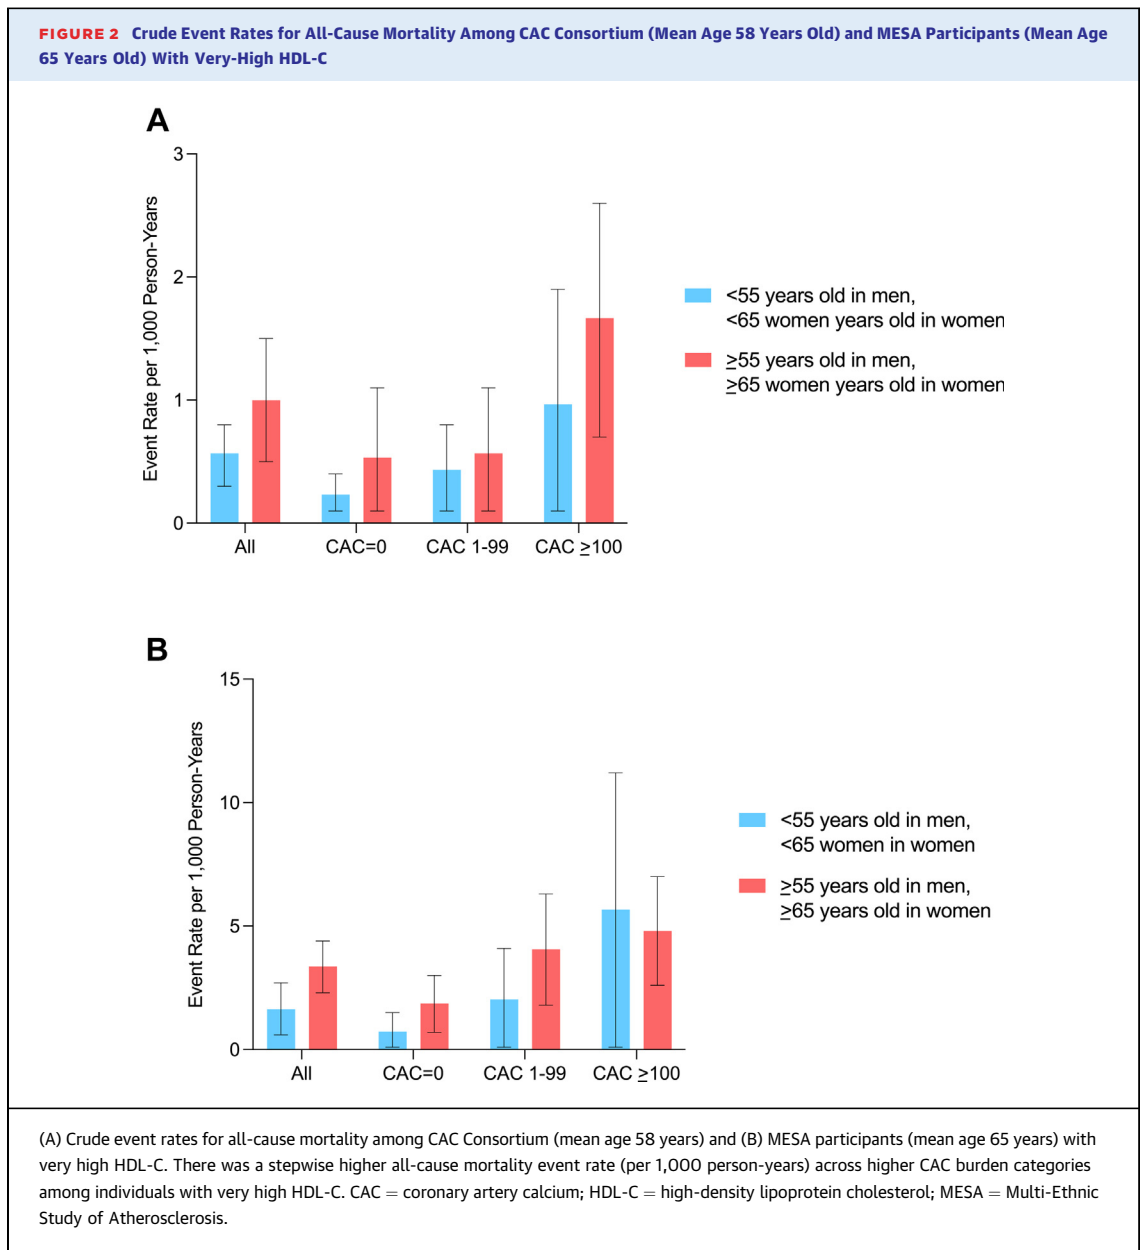 FIGURE 2 Crude Event Rates for All-Cause Mortality Among CAC Consortium (Mean Age 58 Years Old) and MESA Participants (Mean Age
65 Years Old) With Very-High HDL-C
A
Event Rate per 1,000 Person-Years
3
2
1
0
All CAC=0 CAC 1-99 CAC ≥100
<55 years old in men,
<65 women years old in women
≥55 years old in men,
≥65 women years old in women
B
Event Rate per 1,000 Person-Years
15
10
5
0
All CAC=0 CAC 1-99 CAC ≥100
<55 years old in men,
<65 women in women
≥55 years old in men,
≥65 years old in women
(A) Crude event rates for all-cause mortality among CAC Consortium (mean age 58 years) and (B) MESA participants (mean age 65 years) with
very high HDL-C. There was a stepwise higher all-cause mortality event rate (per 1,000 person-years) across higher CAC burden categories
among individuals with very high HDL-C. CAC = coronary artery calcium; HDL-C = high-density lipoprotein cholesterol; MESA = Multi-Ethnic
Study of Atherosclerosis.